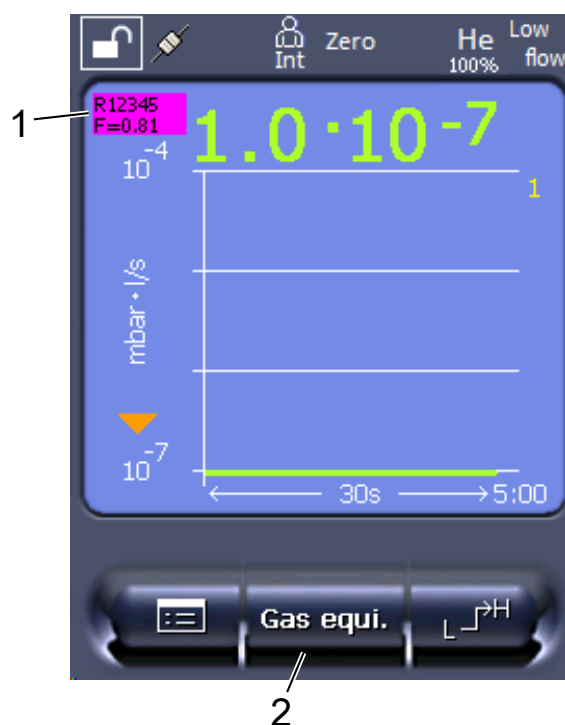 Int Zero He 100% Low flow
1
R12345
F=0.81
1.0·10-7
10-4
1
mbar·l/s
10-7
30s 5:00
Gas equi. L H
2